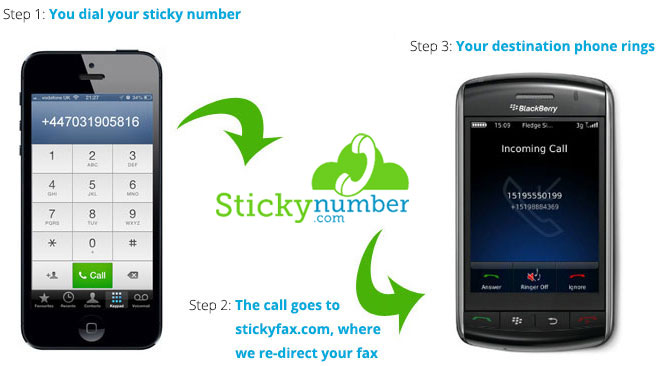 Step 1: You dial your sticky number
Step 3: Your destination phone rings
vodafone UK 21:07
+447031905816
1
2 ABC
3 DEF
4 GHI
5 JKL
6 MNO
7 PQRS
8 TUV
9 WXYZ
*
0 +
#
Call
Favourites Recents Contacts Keypad Voicemail
Stickynumber
.com
BlackBerry
15:09 Fledge Si... 3g
Incoming Call
15195550199
+15198884369
Answer Ringer Off Ignore
Step 2: The call goes to
stickyfax.com, where
we re-direct your fax